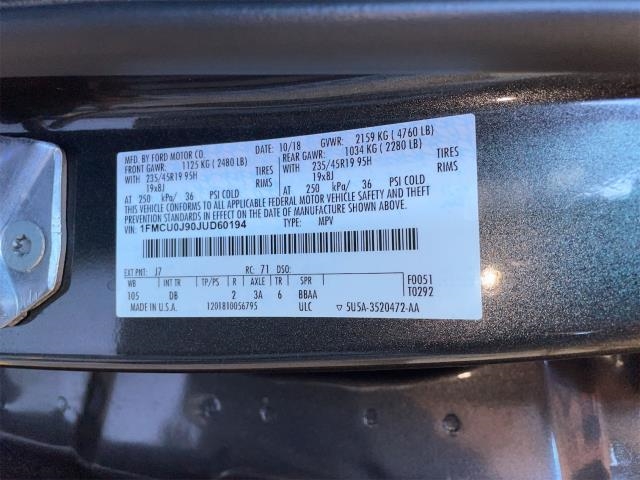 MFD. BY FORD MOTOR CO. DATE: 10/18 GVWR: 2159 KG ( 4760 LB)
FRONT GAWR: 1125 KG ( 2480 LB) REAR GAWR: 1034 KG ( 2280 LB)
WITH 235/45R19 95H TIRES WITH 235/45R19 95H TIRES
19x8J RIMS 19x8J RIMS
AT 250 kPa/ 36 PSI COLD AT 250 kPa/ 36 PSI COLD
THIS VEHICLE CONFORMS TO ALL APPLICABLE FEDERAL MOTOR VEHICLE SAFETY AND THEFT
PREVENTION STANDARDS IN EFFECT ON THE DATE OF MANUFACTURE SHOWN ABOVE.
VIN: 1FMCU0J90JUD60194 TYPE: MPV
EXT PNT: J7 RC: 71 DSO:
WB INT TR TP/PS R AXLE TR SPR F0051
105 DB 2 3A 6 BBAA T0292
MADE IN U.S.A. 1201810056795 ULC ▽ 5U5A-3520472-AA